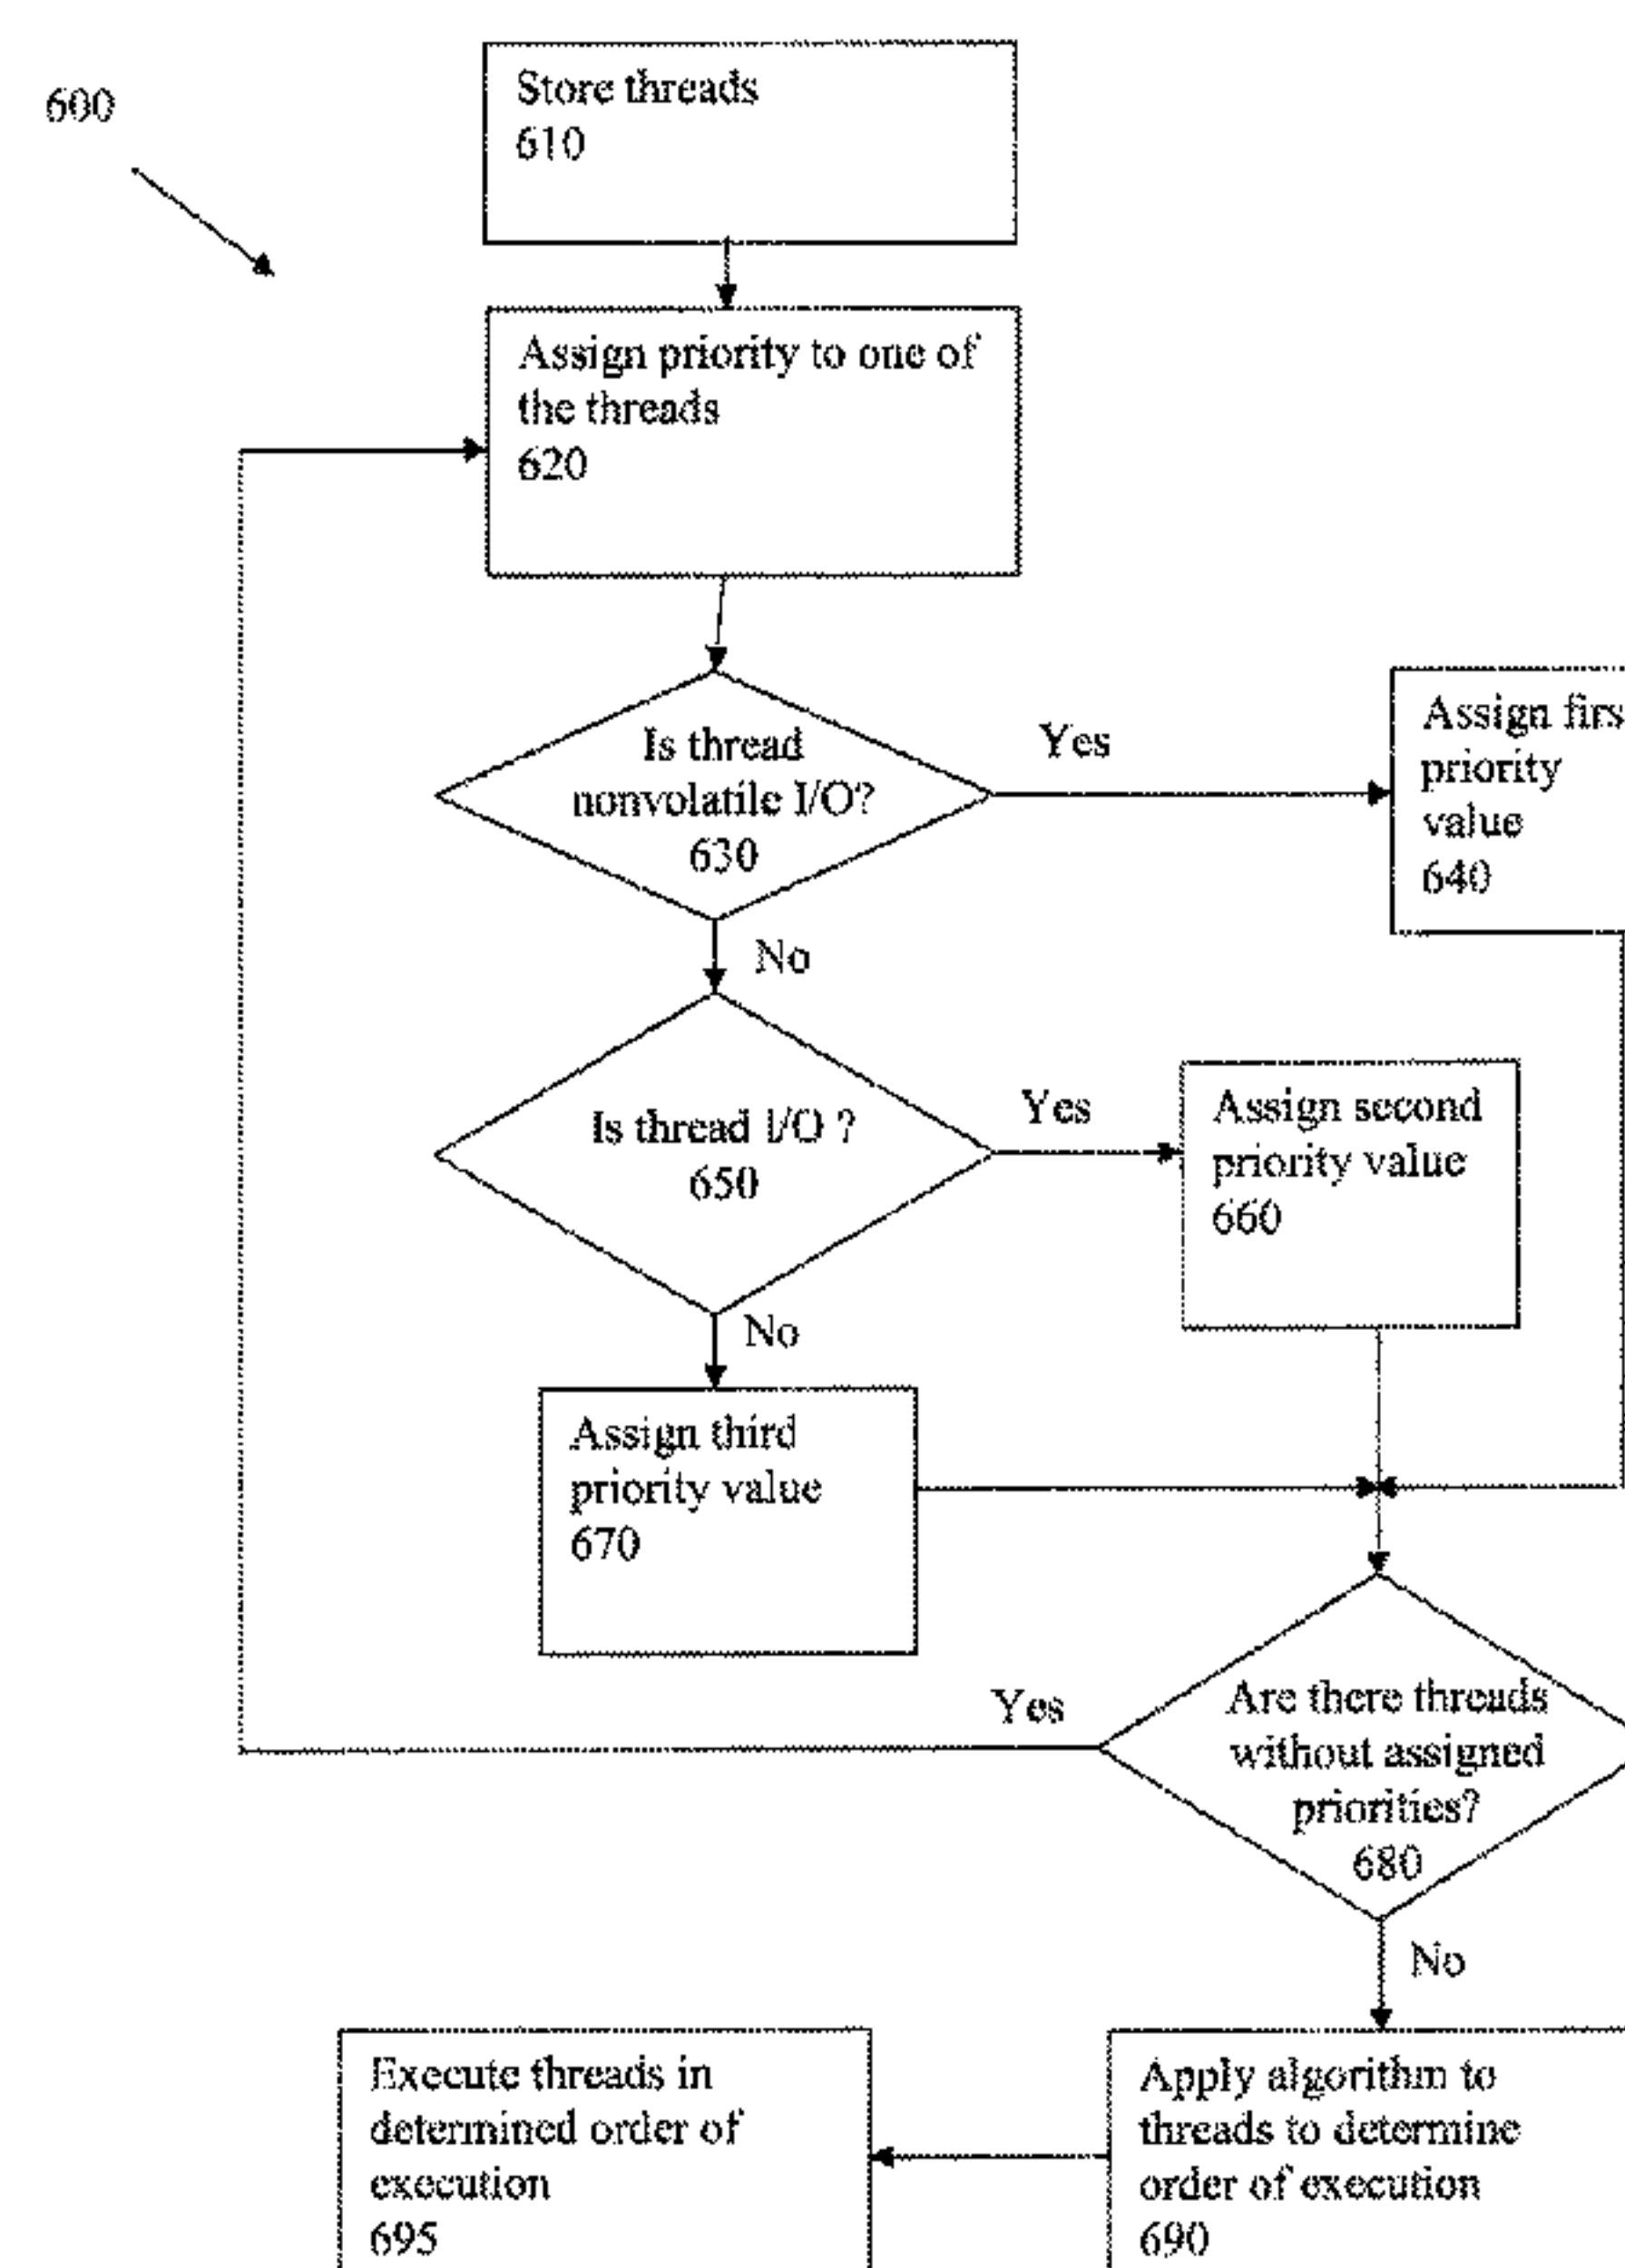 600
Store threads
610
Assign priority to one of
the threads
620
Is thread
nonvolatile I/O?
630
Yes
Assign firs
priority
value
640
No
Is thread I/O ?
650
Yes
Assign second
priority value
660
No
Assign third
priority value
670
Yes
Are there threads
without assigned
priorities?
680
No
Execute threads in
determined order of
execution
695
Apply algorithm to
threads to determine
order of execution
690